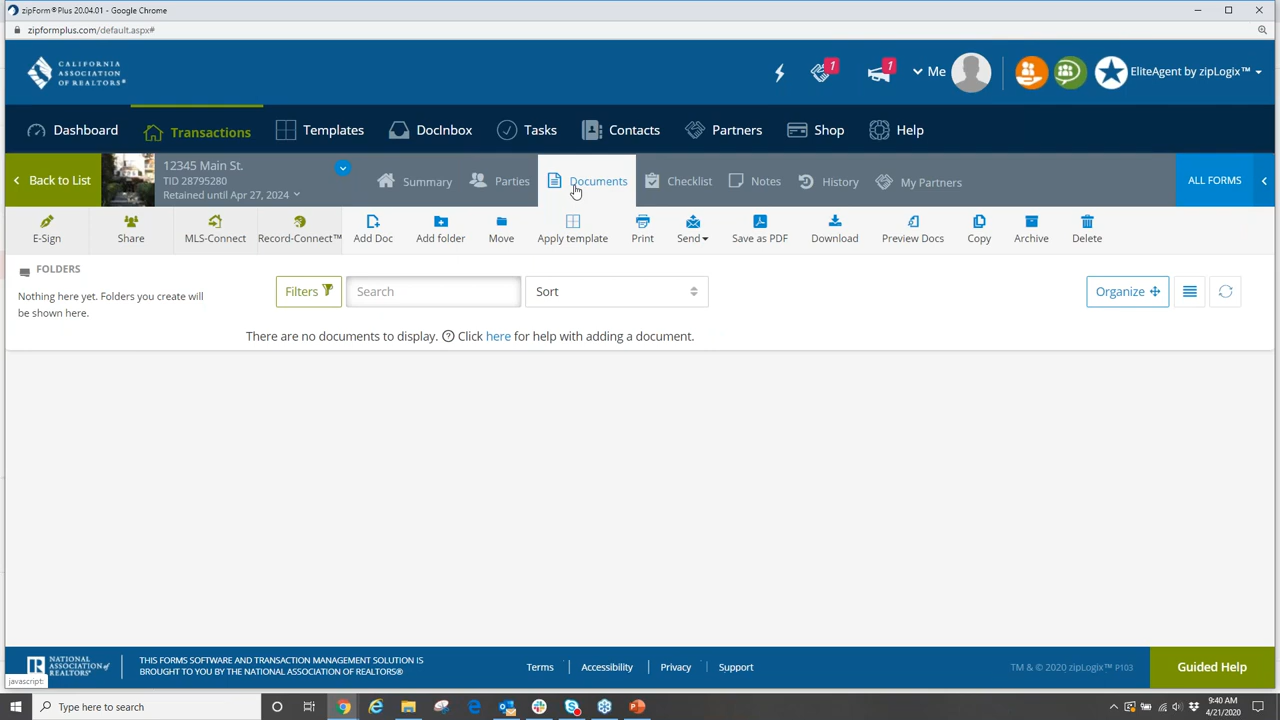 zipForm®Plus 20.04.01 - Google Chrome
zipformplus.com/default.aspx#
CALIFORNIA
ASSOCIATION
OF REALTORS®
1
1
Me
EliteAgent by zipLogix™
Dashboard
Transactions
Templates
DocInbox
Tasks
Contacts
Partners
Shop
Help
Back to List
12345 Main St.
TID 28795280
Retained until Apr 27, 2024
Summary
Parties
Documents
Checklist
Notes
History
My Partners
ALL FORMS
E-Sign
Share
MLS-Connect
Record-Connect™
Add Doc
Add folder
Move
Apply template
Print
Send
Save as PDF
Download
Preview Docs
Copy
Archive
Delete
FOLDERS
Nothing here yet. Folders you create will
be shown here.
Filters
Search
Sort
Organize
There are no documents to display. ? Click here for help with adding a document.
NATIONAL
ASSOCIATION of
REALTORS®
THIS FORMS SOFTWARE AND TRANSACTION MANAGEMENT SOLUTION IS
BROUGHT TO YOU BY THE NATIONAL ASSOCIATION OF REALTORS®
Terms
Accessibility
Privacy
Support
TM & © 2020 zipLogix™ P103
Guided Help
javascript:
Type here to search
9:40 AM
4/21/2020